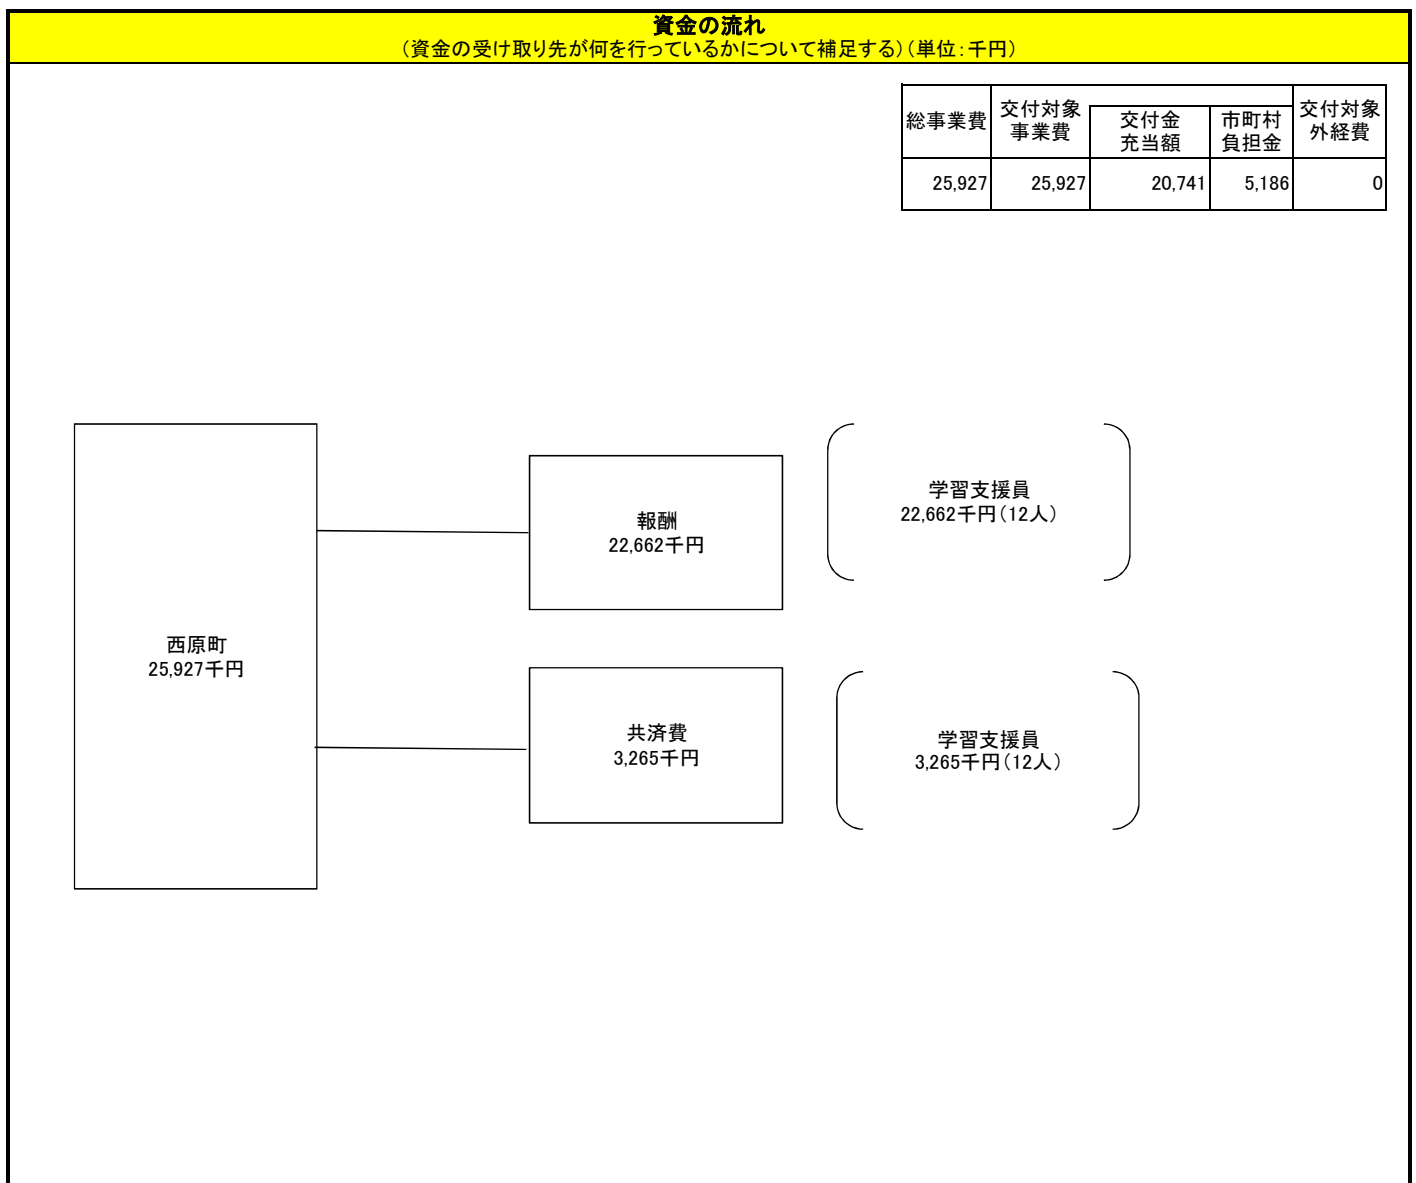 資金の流れ
（資金の受け取り先が何を行っているかについて補足する）（単位：千円）
総事業費
交付対象
事業費
交付金
充当額
市町村
負担金
交付対象
外経費
25,927
25,927
20,741
5,186
0
西原町
25,927千円
報酬
22,662千円
学習支援員
22,662千円（12人）
共済費
3,265千円
学習支援員
3,265千円（12人）